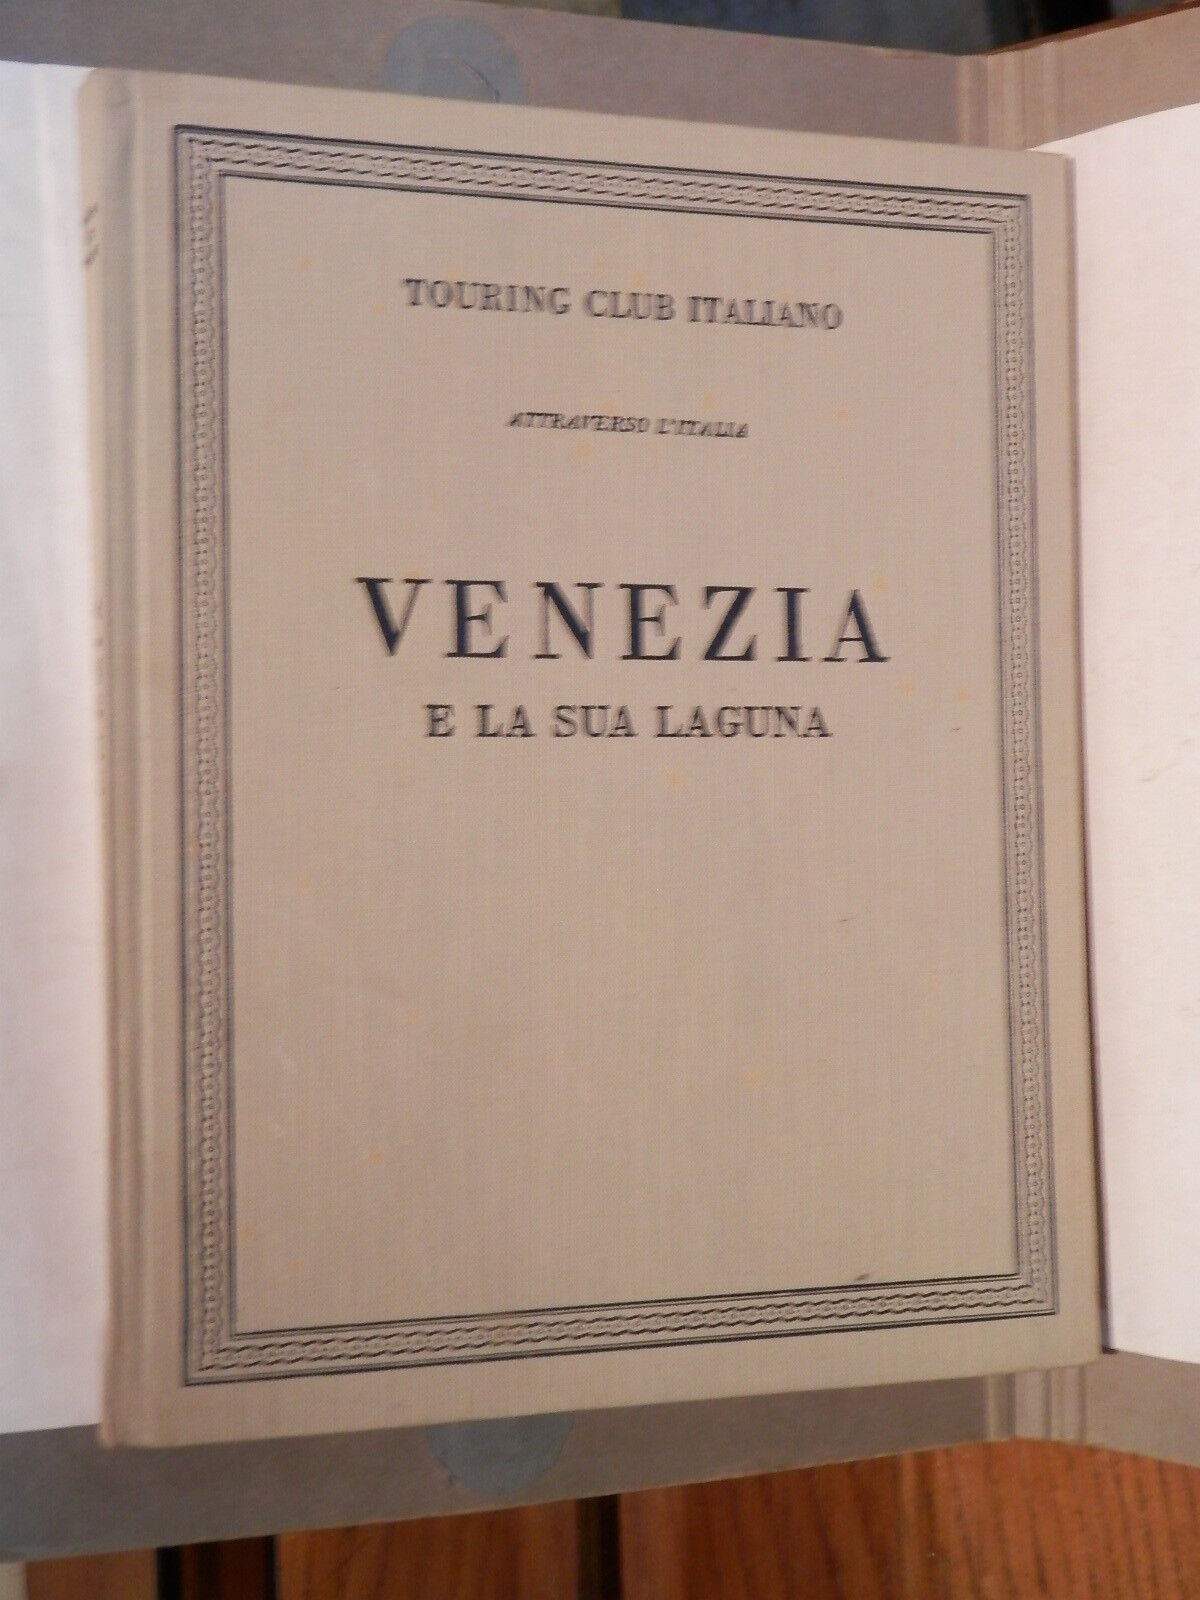 TOURING CLUB ITALIANO
ATTRAVERSO L'ITALIA
VENEZIA
E LA SUA LAGUNA